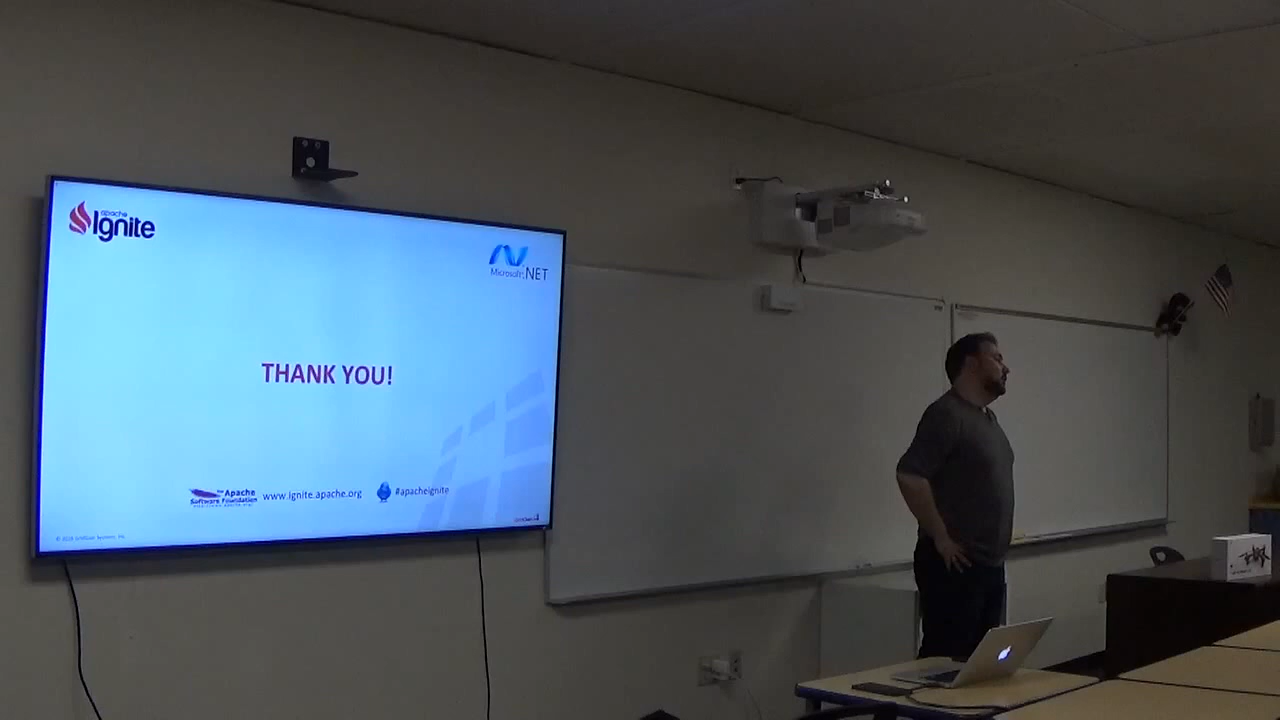 apache
Ignite
Microsoft .NET
THANK YOU!
The Apache
Software Foundation
www.ignite.apache.org
#apacheignite